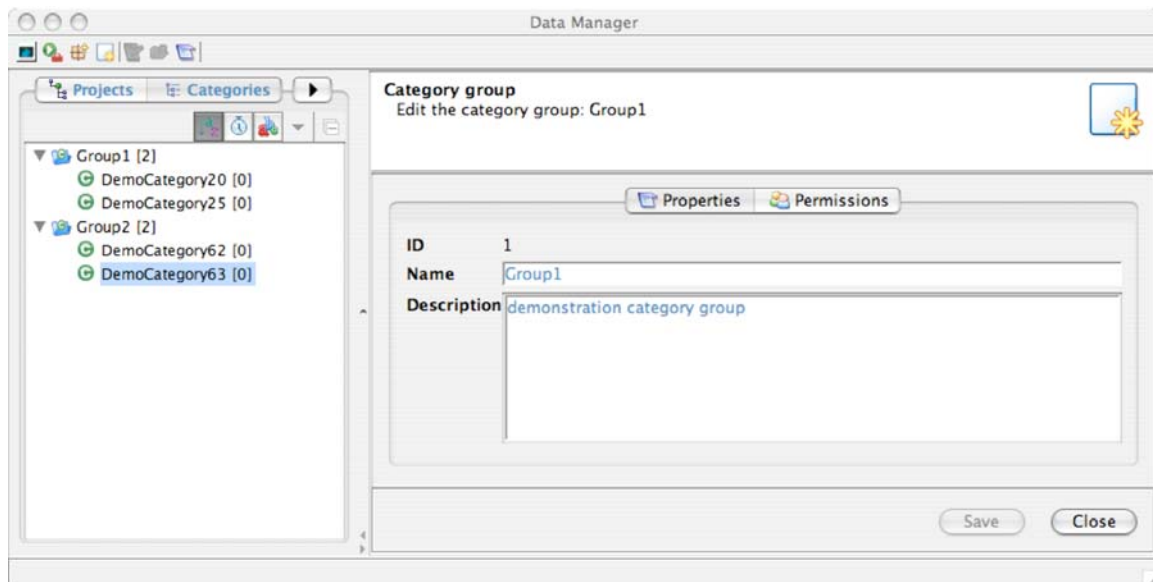 Data Manager
Projects
Categories
Group1 [2]
DemoCategory20 [0]
DemoCategory25 [0]
Group2 [2]
DemoCategory62 [0]
DemoCategory63 [0]
Category group
Edit the category group: Group1
Properties
Permissions
ID 1
Name Group1
Description demonstration category group
Save
Close